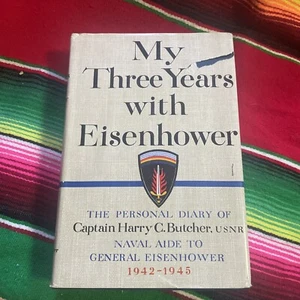 My
Three Years
with
Eisenhower
THE PERSONAL DIARY OF
Captain Harry C. Butcher, USNR
NAVAL AIDE TO
GENERAL EISENHOWER
1942-1945